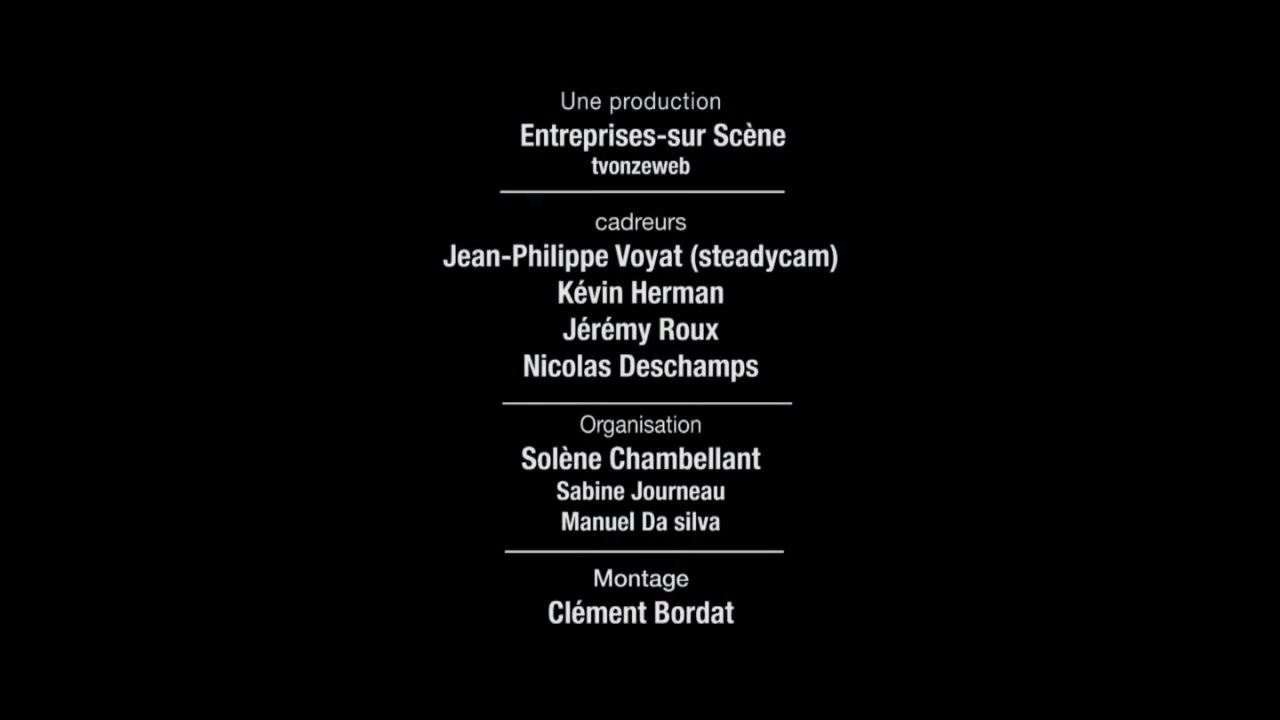 Une production
Entreprises-sur Scène
tvonzeweb
cadreurs
Jean-Philippe Voyat (steadycam)
Kévin Herman
Jérémy Roux
Nicolas Deschamps
Organisation
Solène Chambellant
Sabine Journeau
Manuel Da silva
Montage
Clément Bordat